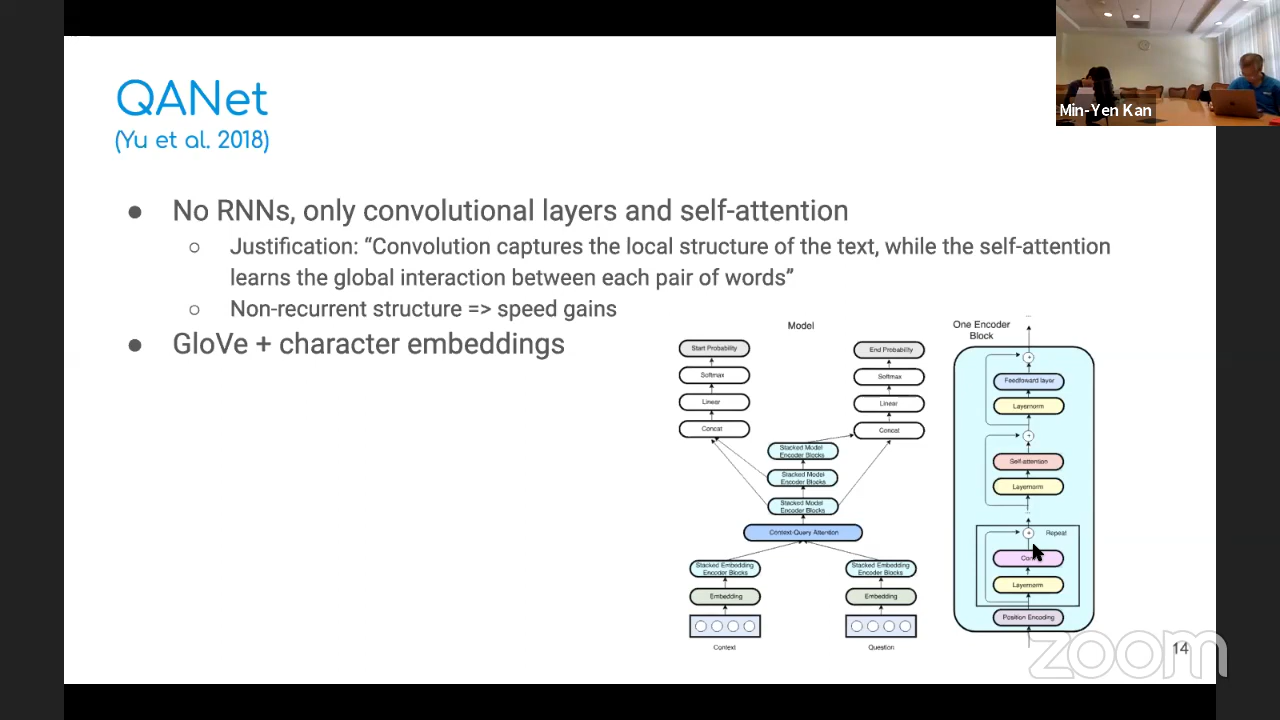 QANet
(Yu et al. 2018)
Min-Yen Kan
● No RNNs, only convolutional layers and self-attention
○ Justification: “Convolution captures the local structure of the text, while the self-attention
learns the global interaction between each pair of words”
○ Non-recurrent structure => speed gains
● GloVe + character embeddings
Model
Start Probability
End Probability
Softmax
Softmax
Linear
Linear
Concat
Concat
Stacked Model
Encoder Blocks
Stacked Model
Encoder Blocks
Stacked Model
Encoder Blocks
Context-Query Attention
Stacked Embedding
Encoder Blocks
Stacked Embedding
Encoder Blocks
Embedding
Embedding
Context
Question
One Encoder
Block
Feedfoward layer
Layernorm
Self-attention
Layernorm
Repeat
Layernorm
Position Encoding
zoom
14